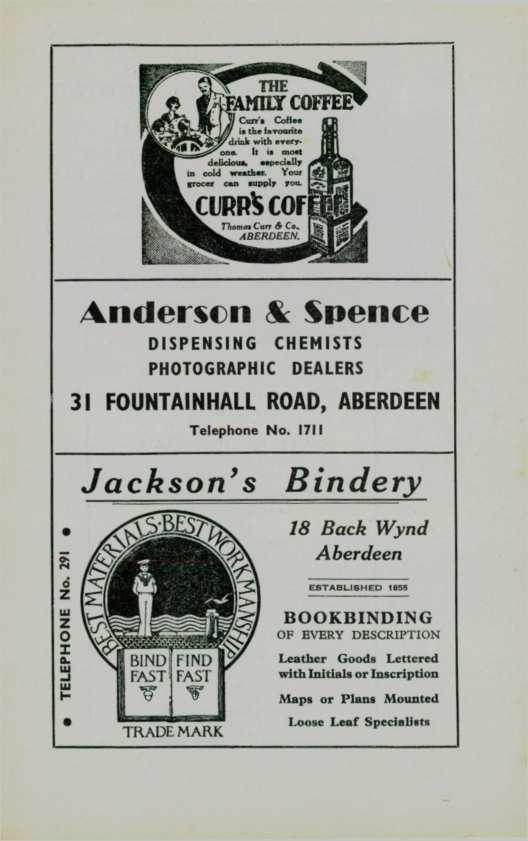 THE
FAMILY COFFEE
Curr's Coffee
is the favourite
drink with every-
one. It is most
delicious, especially
in cold weather. Your
grocer can supply you.
CURR'S COFFEE
Thomas Curr & Co.,
ABERDEEN.
Anderson & Spence
DISPENSING CHEMISTS
PHOTOGRAPHIC DEALERS
31 FOUNTAINHALL ROAD, ABERDEEN
Telephone No. 1711
Jackson's Bindery
TELEPHONE No. 291
BEST MATERIALS·BEST WORKMANSHIP
BIND FIND
FAST FAST
TRADE MARK
18 Back Wynd
Aberdeen
ESTABLISHED 1855
BOOKBINDING
OF EVERY DESCRIPTION
Leather Goods Lettered
with Initials or Inscription
Maps or Plans Mounted
Loose Leaf Specialists